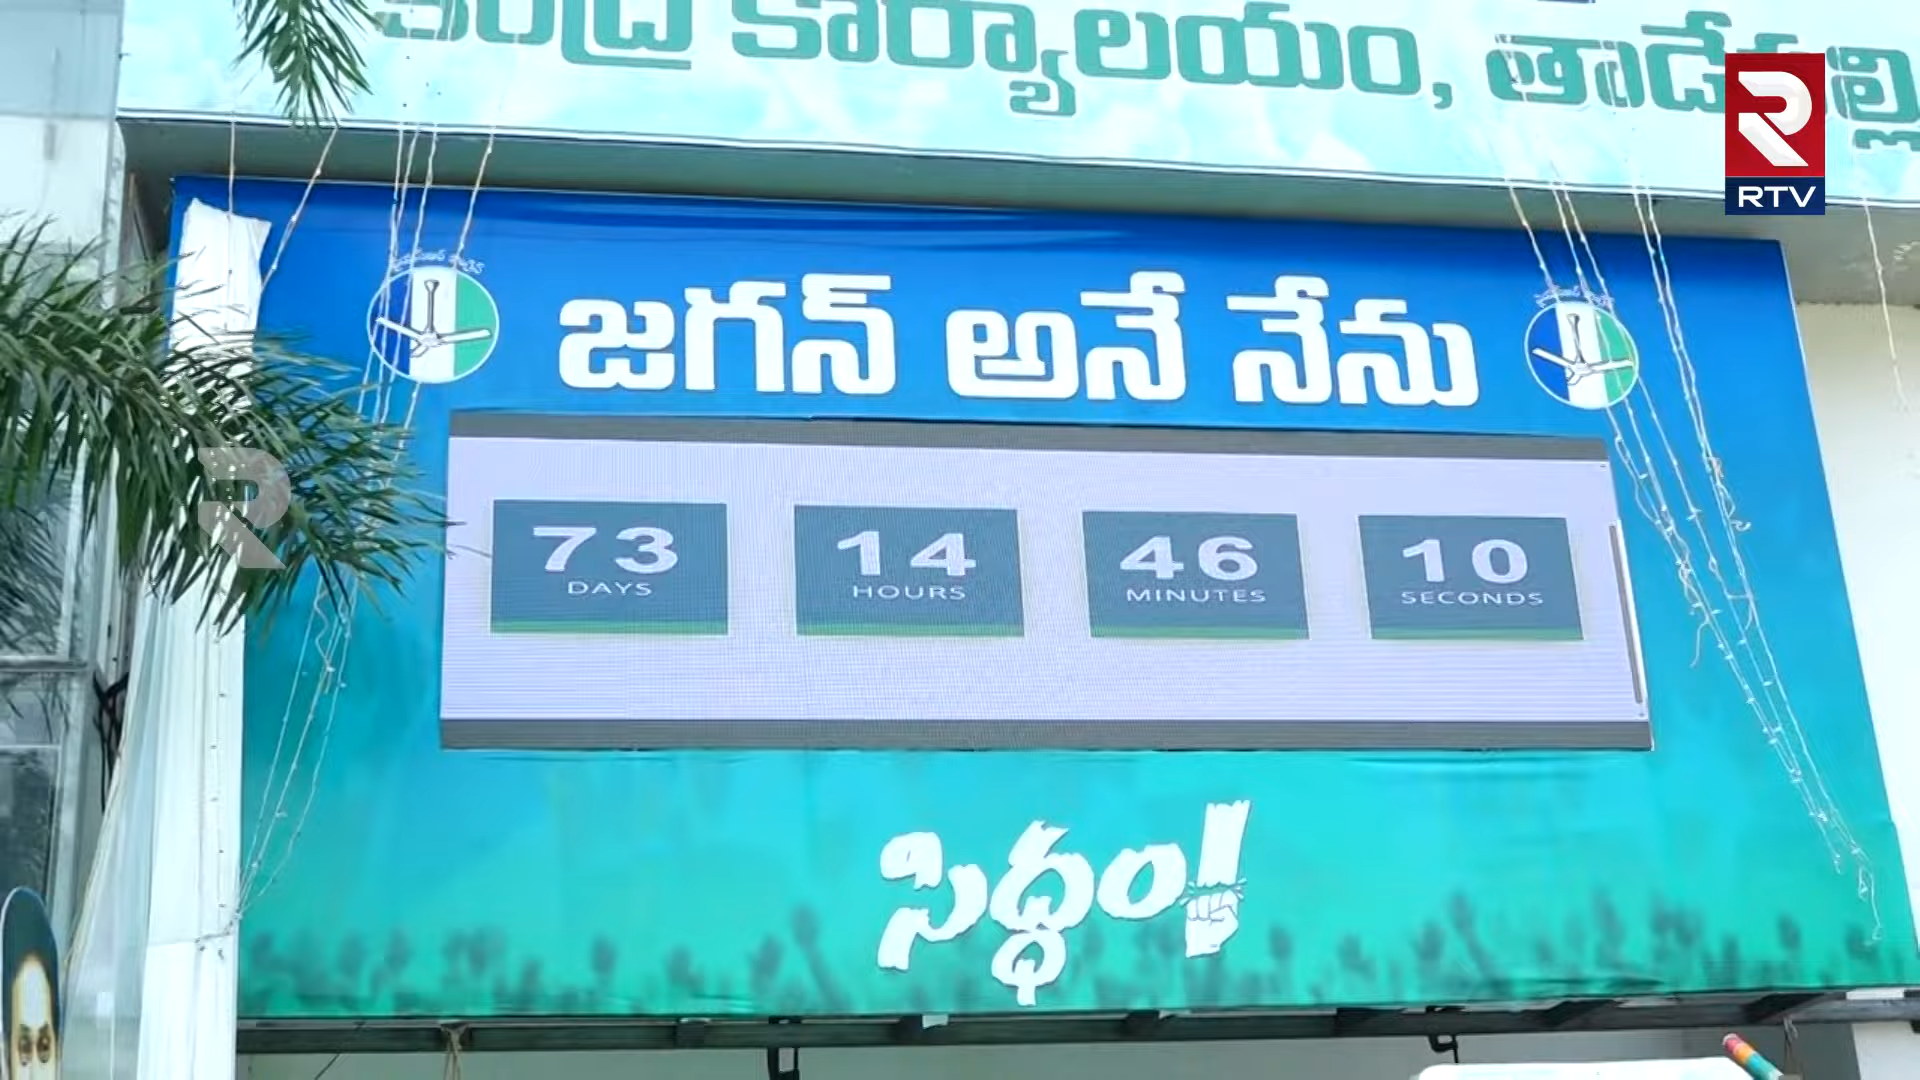 కేంద్ర కార్యాలయం, తాడేపల్లి
RTV
జగన్ అనే నేను
73 14 46 10
DAYS HOURS MINUTES SECONDS
సిద్ధం!